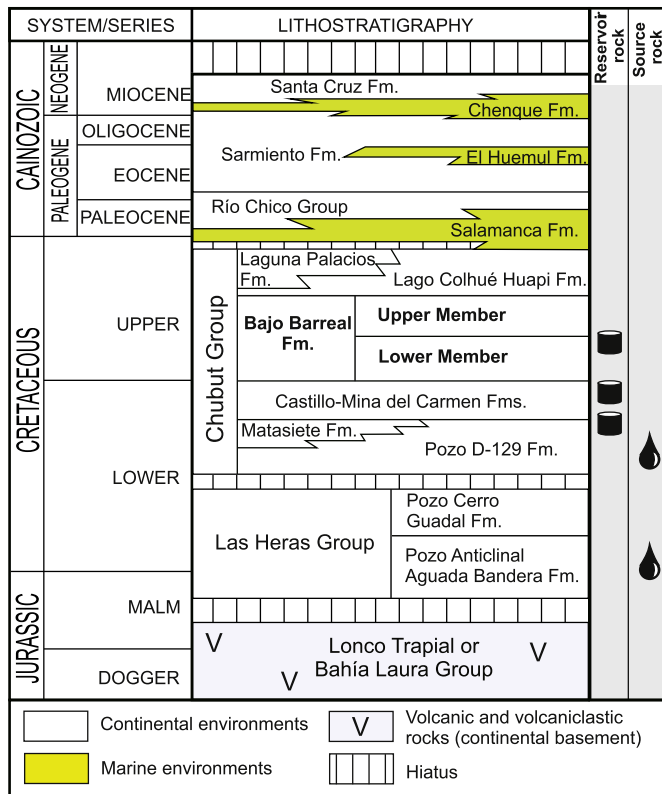 SYSTEM/SERIES
LITHOSTRATIGRAPHY
Reservoir
rock
Source rock
CAINOZOIC
NEOGENE
PALEOGENE
MIOCENE
OLIGOCENE
EOCENE
PALEOCENE
Santa Cruz Fm.
Chenque Fm.
Sarmiento Fm.
El Huemul Fm.
Río Chico Group
Salamanca Fm.
CRETACEOUS
UPPER
LOWER
Chubut Group
Laguna Palacios
Fm.
Lago Colhué Huapi Fm.
Bajo Barreal
Fm.
Upper Member
Lower Member
Castillo-Mina del Carmen Fms.
Matasiete Fm.
Pozo D-129 Fm.
Las Heras Group
Pozo Cerro
Guadal Fm.
Pozo Anticlinal
Aguada Bandera Fm.
JURASSIC
MALM
DOGGER
V
V
V
Lonco Trapial or
Bahía Laura Group
Continental environments
Marine environments
V
Volcanic and volcaniclastic
rocks (continental basement)
Hiatus